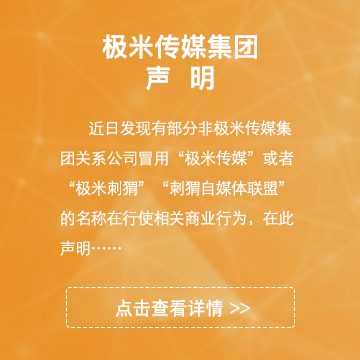 极米传媒集团
声 明
近日发现有部分非极米传媒集
团关系公司冒用“极米传媒”或者
“极米刺猬”“刺猬自媒体联盟”
的名称在行使相关商业行为，在此
声明……
点击查看详情 >>